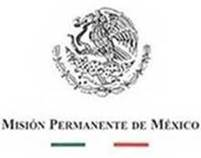 MISIÓN PERMANENTE DE MÉXICO